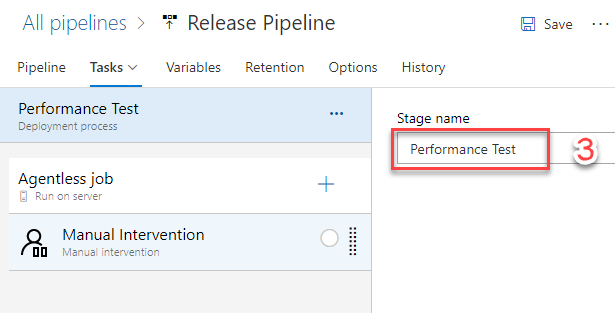 All pipelines > Release Pipeline
Save ...
Pipeline Tasks Variables Retention Options History
Performance Test
...
Deployment process
Stage name
Performance Test
3
Agentless job
+
Run on server
Manual Intervention
Manual intervention